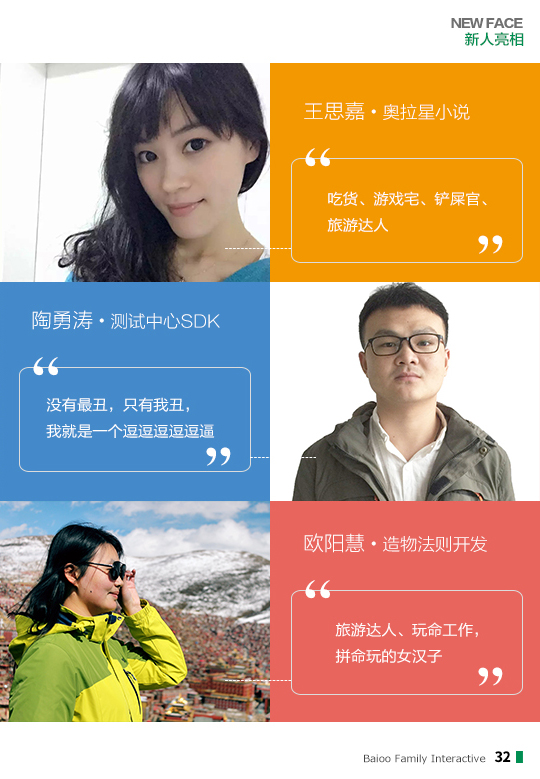 NEW FACE
新人亮相
王思嘉·奥拉星小说
“
吃货、游戏宅、铲屎官、
旅游达人
”
陶勇涛·测试中心SDK
“
没有最丑，只有我丑，
我就是一个逗逗逗逗逗逼
”
欧阳慧·造物法则开发
“
旅游达人、玩命工作，
拼命玩的女汉子
”
Baioo Family Interactive 32